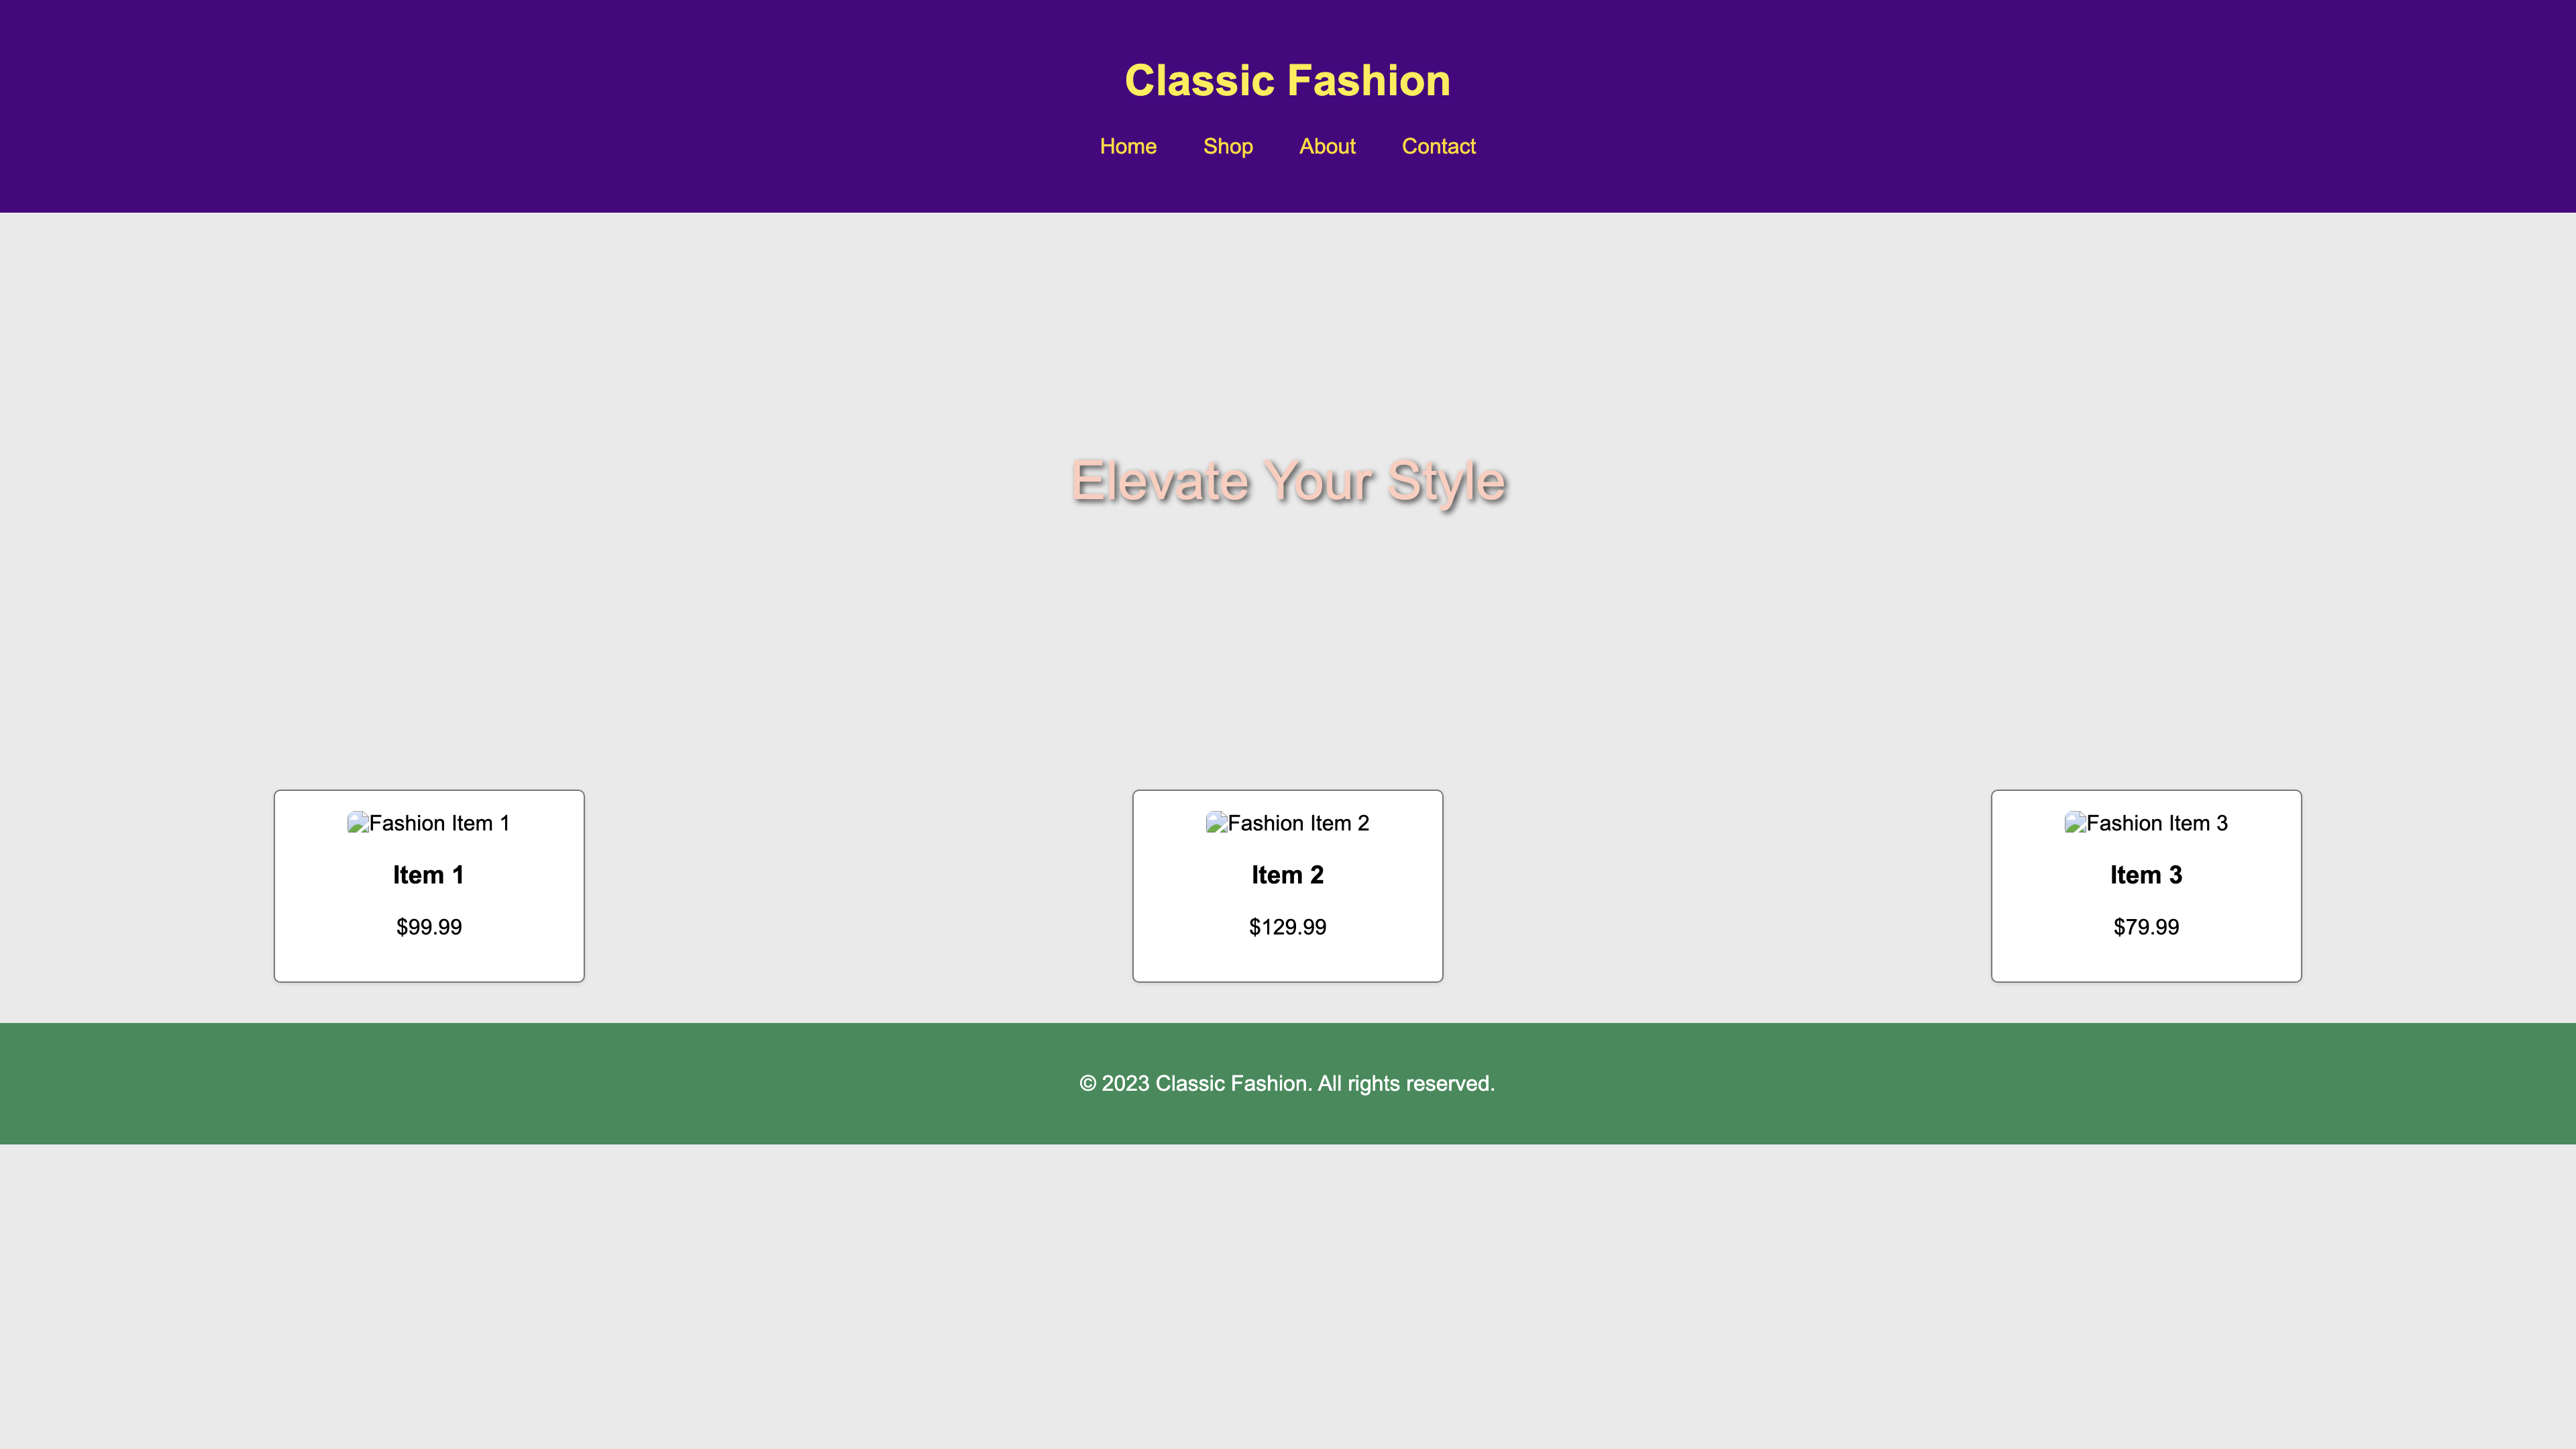 Classic Fashion
Home Shop About Contact
Elevate Your Style
Fashion Item 1 Fashion Item 2 Fashion Item 3
Item 1 Item 2 Item 3
$99.99 $129.99 $79.99
© 2023 Classic Fashion. All rights reserved.